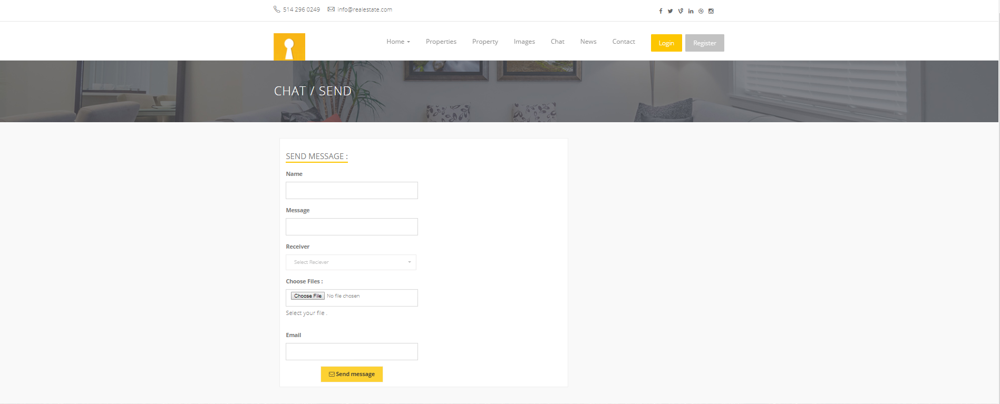 514 296 0249 info@realestate.com
Home Properties Property Images Chat News Contact Login Register
CHAT / SEND
SEND MESSAGE :
Name
Message
Receiver
Select Reciever
Choose Files :
Choose File No file chosen
Select your file .
Email
Send message